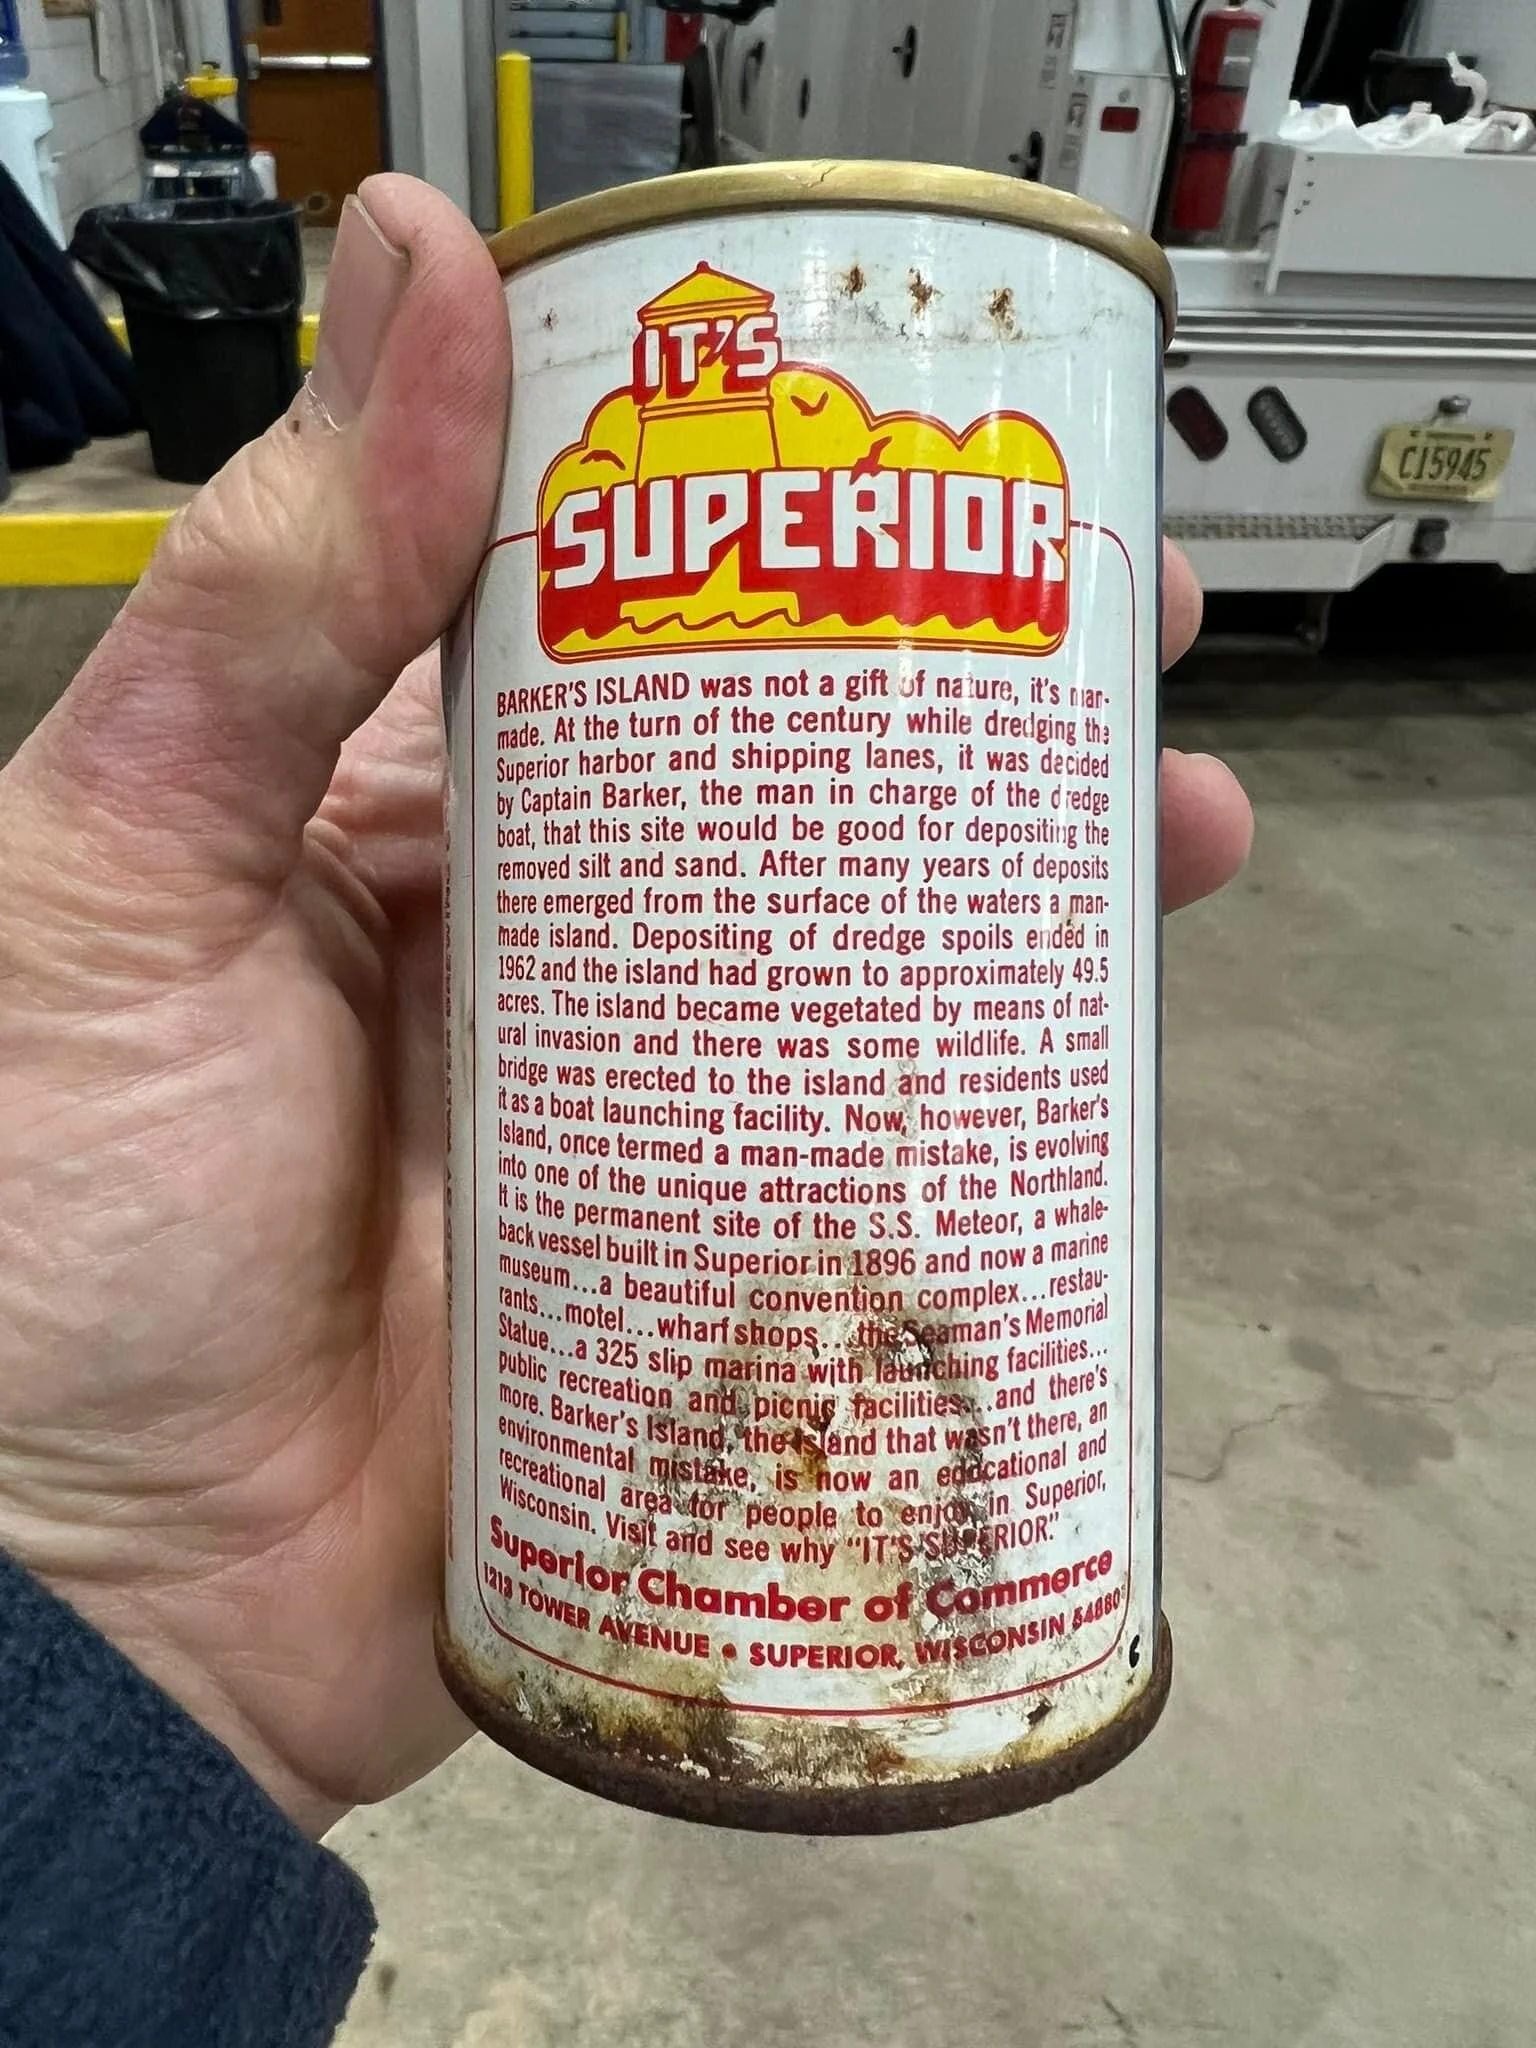 IT'S
SUPERIOR
BARKER'S ISLAND was not a gift of nature, it's man-
made. At the turn of the century while dredging the
Superior harbor and shipping lanes, it was decided
by Captain Barker, the man in charge of the dredge
boat, that this site would be good for depositing the
removed silt and sand. After many years of deposits
there emerged from the surface of the waters a man-
made island. Depositing of dredge spoils ended in
1962 and the island had grown to approximately 49.5
acres. The island became vegetated by means of nat-
ural invasion and there was some wildlife. A small
bridge was erected to the island and residents used
it as a boat launching facility. Now, however, Barker's
Island, once termed a man-made mistake, is evolving
into one of the unique attractions of the Northland.
It is the permanent site of the S.S. Meteor, a whale-
back vessel built in Superior in 1896 and now a marine
museum...a beautiful convention complex...restau-
rants...motel...wharf shops...the Seaman's Memorial
Statue...a 325 slip marina with launching facilities...
public recreation and picnic facilities...and there's
more. Barker's Island, the island that wasn't there, an
environmental mistake, is now an educational and
recreational area for people to enjoy in Superior,
Wisconsin. Visit and see why "IT'S SUPERIOR."
Superior Chamber of Commerce
1213 TOWER AVENUE • SUPERIOR, WISCONSIN 54880
C15945